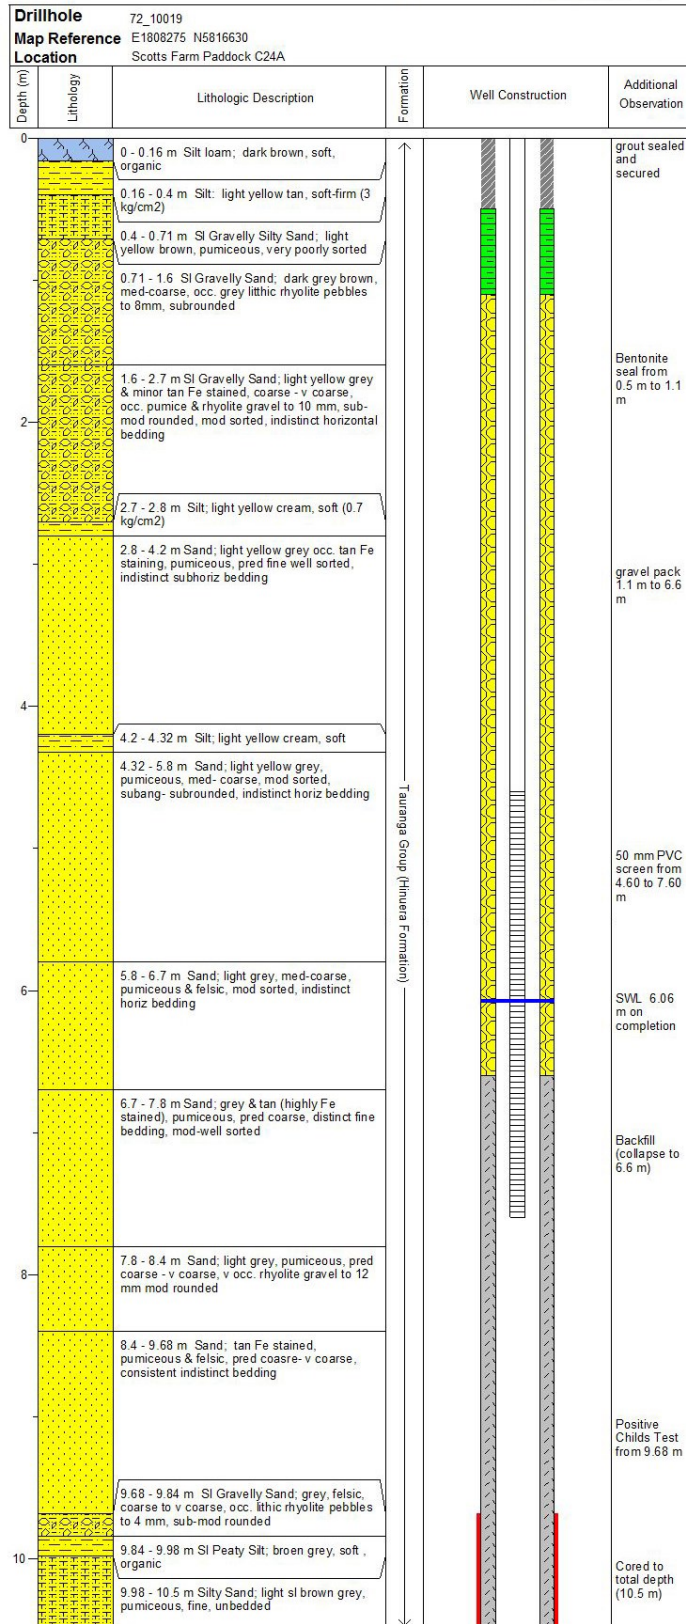 Drillhole 72_10019
Map Reference E1808275 N5816630
Location Scotts Farm Paddock C24A
Depth (m)
Lithology
Lithologic Description
Formation
Well Construction
Additional
Observation
0
0 - 0.16 m Silt loam; dark brown, soft,
organic
0.16 - 0.4 m Silt: light yellow tan, soft-firm (3
kg/cm2)
0.4 - 0.71 m Sl Gravelly Silty Sand; light
yellow brown, pumiceous, very poorly sorted
0.71 - 1.6 Sl Gravelly Sand; dark grey brown,
med-coarse, occ. grey litthic rhyolite pebbles
to 8mm, subrounded
1.6 - 2.7 m Sl Gravelly Sand; light yellow grey
& minor tan Fe stained, coarse - v coarse,
occ. pumice & rhyolite gravel to 10 mm, sub-
mod rounded, mod sorted, indistinct horizontal
bedding
2
2.7 - 2.8 m Silt; light yellow cream, soft (0.7
kg/cm2)
2.8 - 4.2 m Sand; light yellow grey occ. tan Fe
staining, pumiceous, pred fine well sorted,
indistinct subhoriz bedding
4
4.2 - 4.32 m Silt; light yellow cream, soft
4.32 - 5.8 m Sand; light yellow grey,
pumiceous, med- coarse, mod sorted,
subang- subrounded, indistinct horiz bedding
5.8 - 6.7 m Sand; light grey, med-coarse,
pumiceous & felsic, mod sorted, indistinct
horiz bedding
6
6.7 - 7.8 m Sand; grey & tan (highly Fe
stained), pumiceous, pred coarse, distinct fine
bedding, mod-well sorted
7.8 - 8.4 m Sand; light grey, pumiceous, pred
coarse - v coarse, v occ. rhyolite gravel to 12
mm mod rounded
8
8.4 - 9.68 m Sand; tan Fe stained,
pumiceous & felsic, pred coasre- v coarse,
consistent indistinct bedding
9.68 - 9.84 m Sl Gravelly Sand; grey, felsic,
coarse to v coarse, occ. lithic rhyolite pebbles
to 4 mm, sub-mod rounded
9.84 - 9.98 m Sl Peaty Silt; broen grey, soft ,
organic
10
9.98 - 10.5 m Silty Sand; light sl brown grey,
pumiceous, fine, unbedded
Tauranga Group (Hinuera Formation)
grout sealed
and
secured
Bentonite
seal from
0.5 m to 1.1
m
gravel pack
1.1 m to 6.6
m
50 mm PVC
screen from
4.60 to 7.60
m
SWL 6.06
m on
completion
Backfill
(collapse to
6.6 m)
Positive
Childs Test
from 9.68 m
Cored to
total depth
(10.5 m)